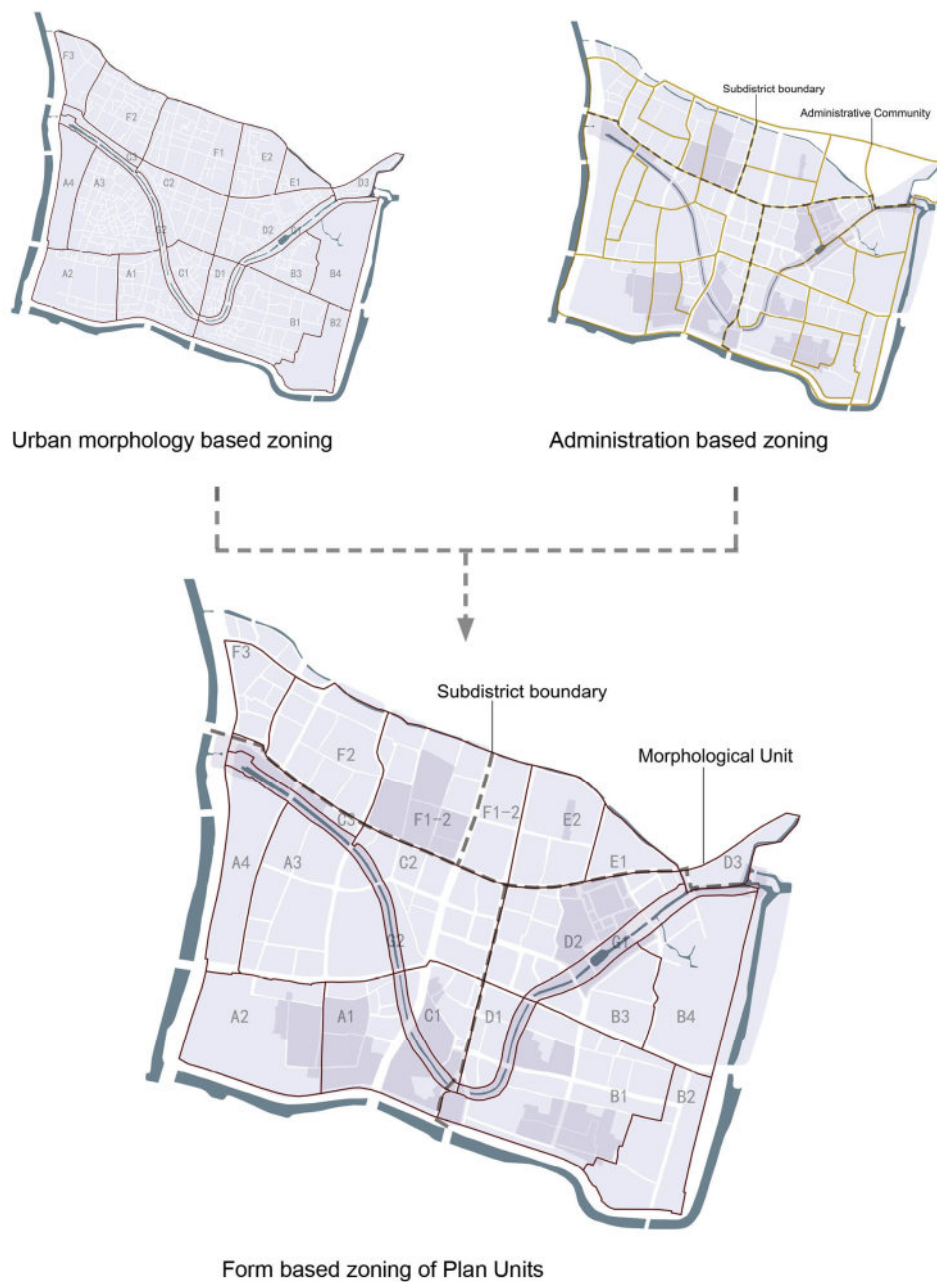 F3
F2
F1
E2
E1
D3
C3
C2
A4
A3
G2
D2
G1
A2
A1
C1
D1
B3
B4
B1
B2
Urban morphology based zoning
Subdistrict boundary
Administrative Community
Administration based zoning
F3
Subdistrict boundary
F2
Morphological Unit
F1-2
F1-2
E2
C3
A4
A3
C2
E1
D3
G2
D2
G1
A2
A1
C1
D1
B3
B4
B1
B2
Form based zoning of Plan Units